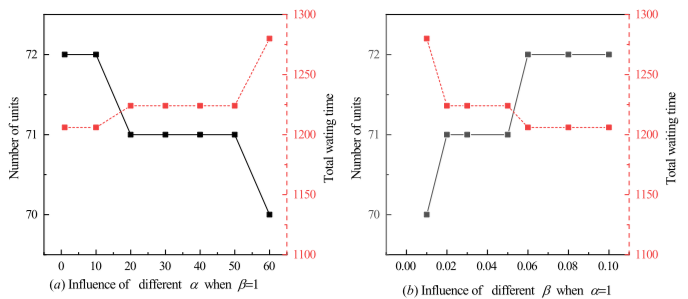 72
71
70
Number of units
1300
1250
1200
1150
1100
Total waiting time
0 10 20 30 40 50 60
(a) Influence of different α when β=1
72
71
70
Number of units
1300
1250
1200
1150
1100
Total waiting time
0.00 0.02 0.04 0.06 0.08 0.10
(b) Influence of different β when α=1